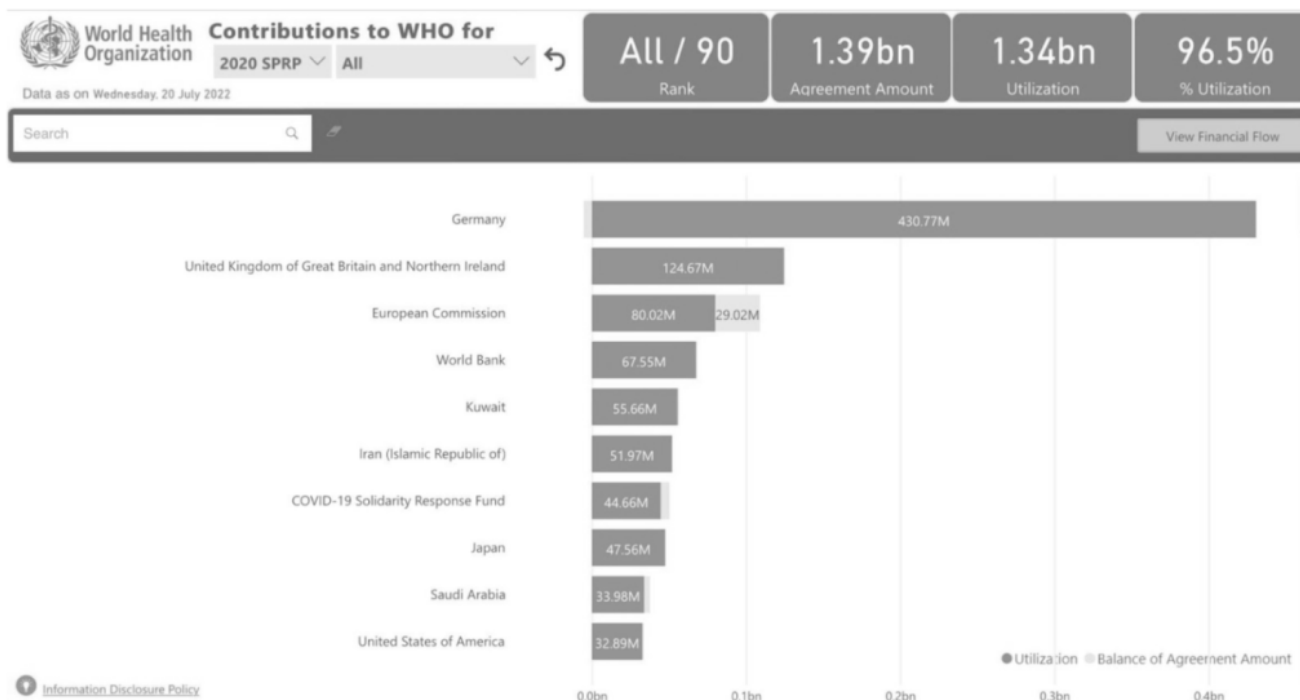 World Health
Organization
Contributions to WHO for
2020 SPRP All
Data as on Wednesday, 20 July 2022
All / 90
Rank
1.39bn
Agreement Amount
1.34bn
Utilization
96.5%
% Utilization
Search
View Financial Flow
Germany 430.77M
United Kingdom of Great Britain and Northern Ireland 124.67M
European Commission 80.02M 29.02M
World Bank 67.55M
Kuwait 55.66M
Iran (Islamic Republic of) 51.97M
COVID-19 Solidarity Response Fund 44.66M
Japan 47.56M
Saudi Arabia 33.98M
United States of America 32.89M
Utilization Balance of Agreement Amount
Information Disclosure Policy
0.0bn 0.1bn 0.2bn 0.3bn 0.4bn